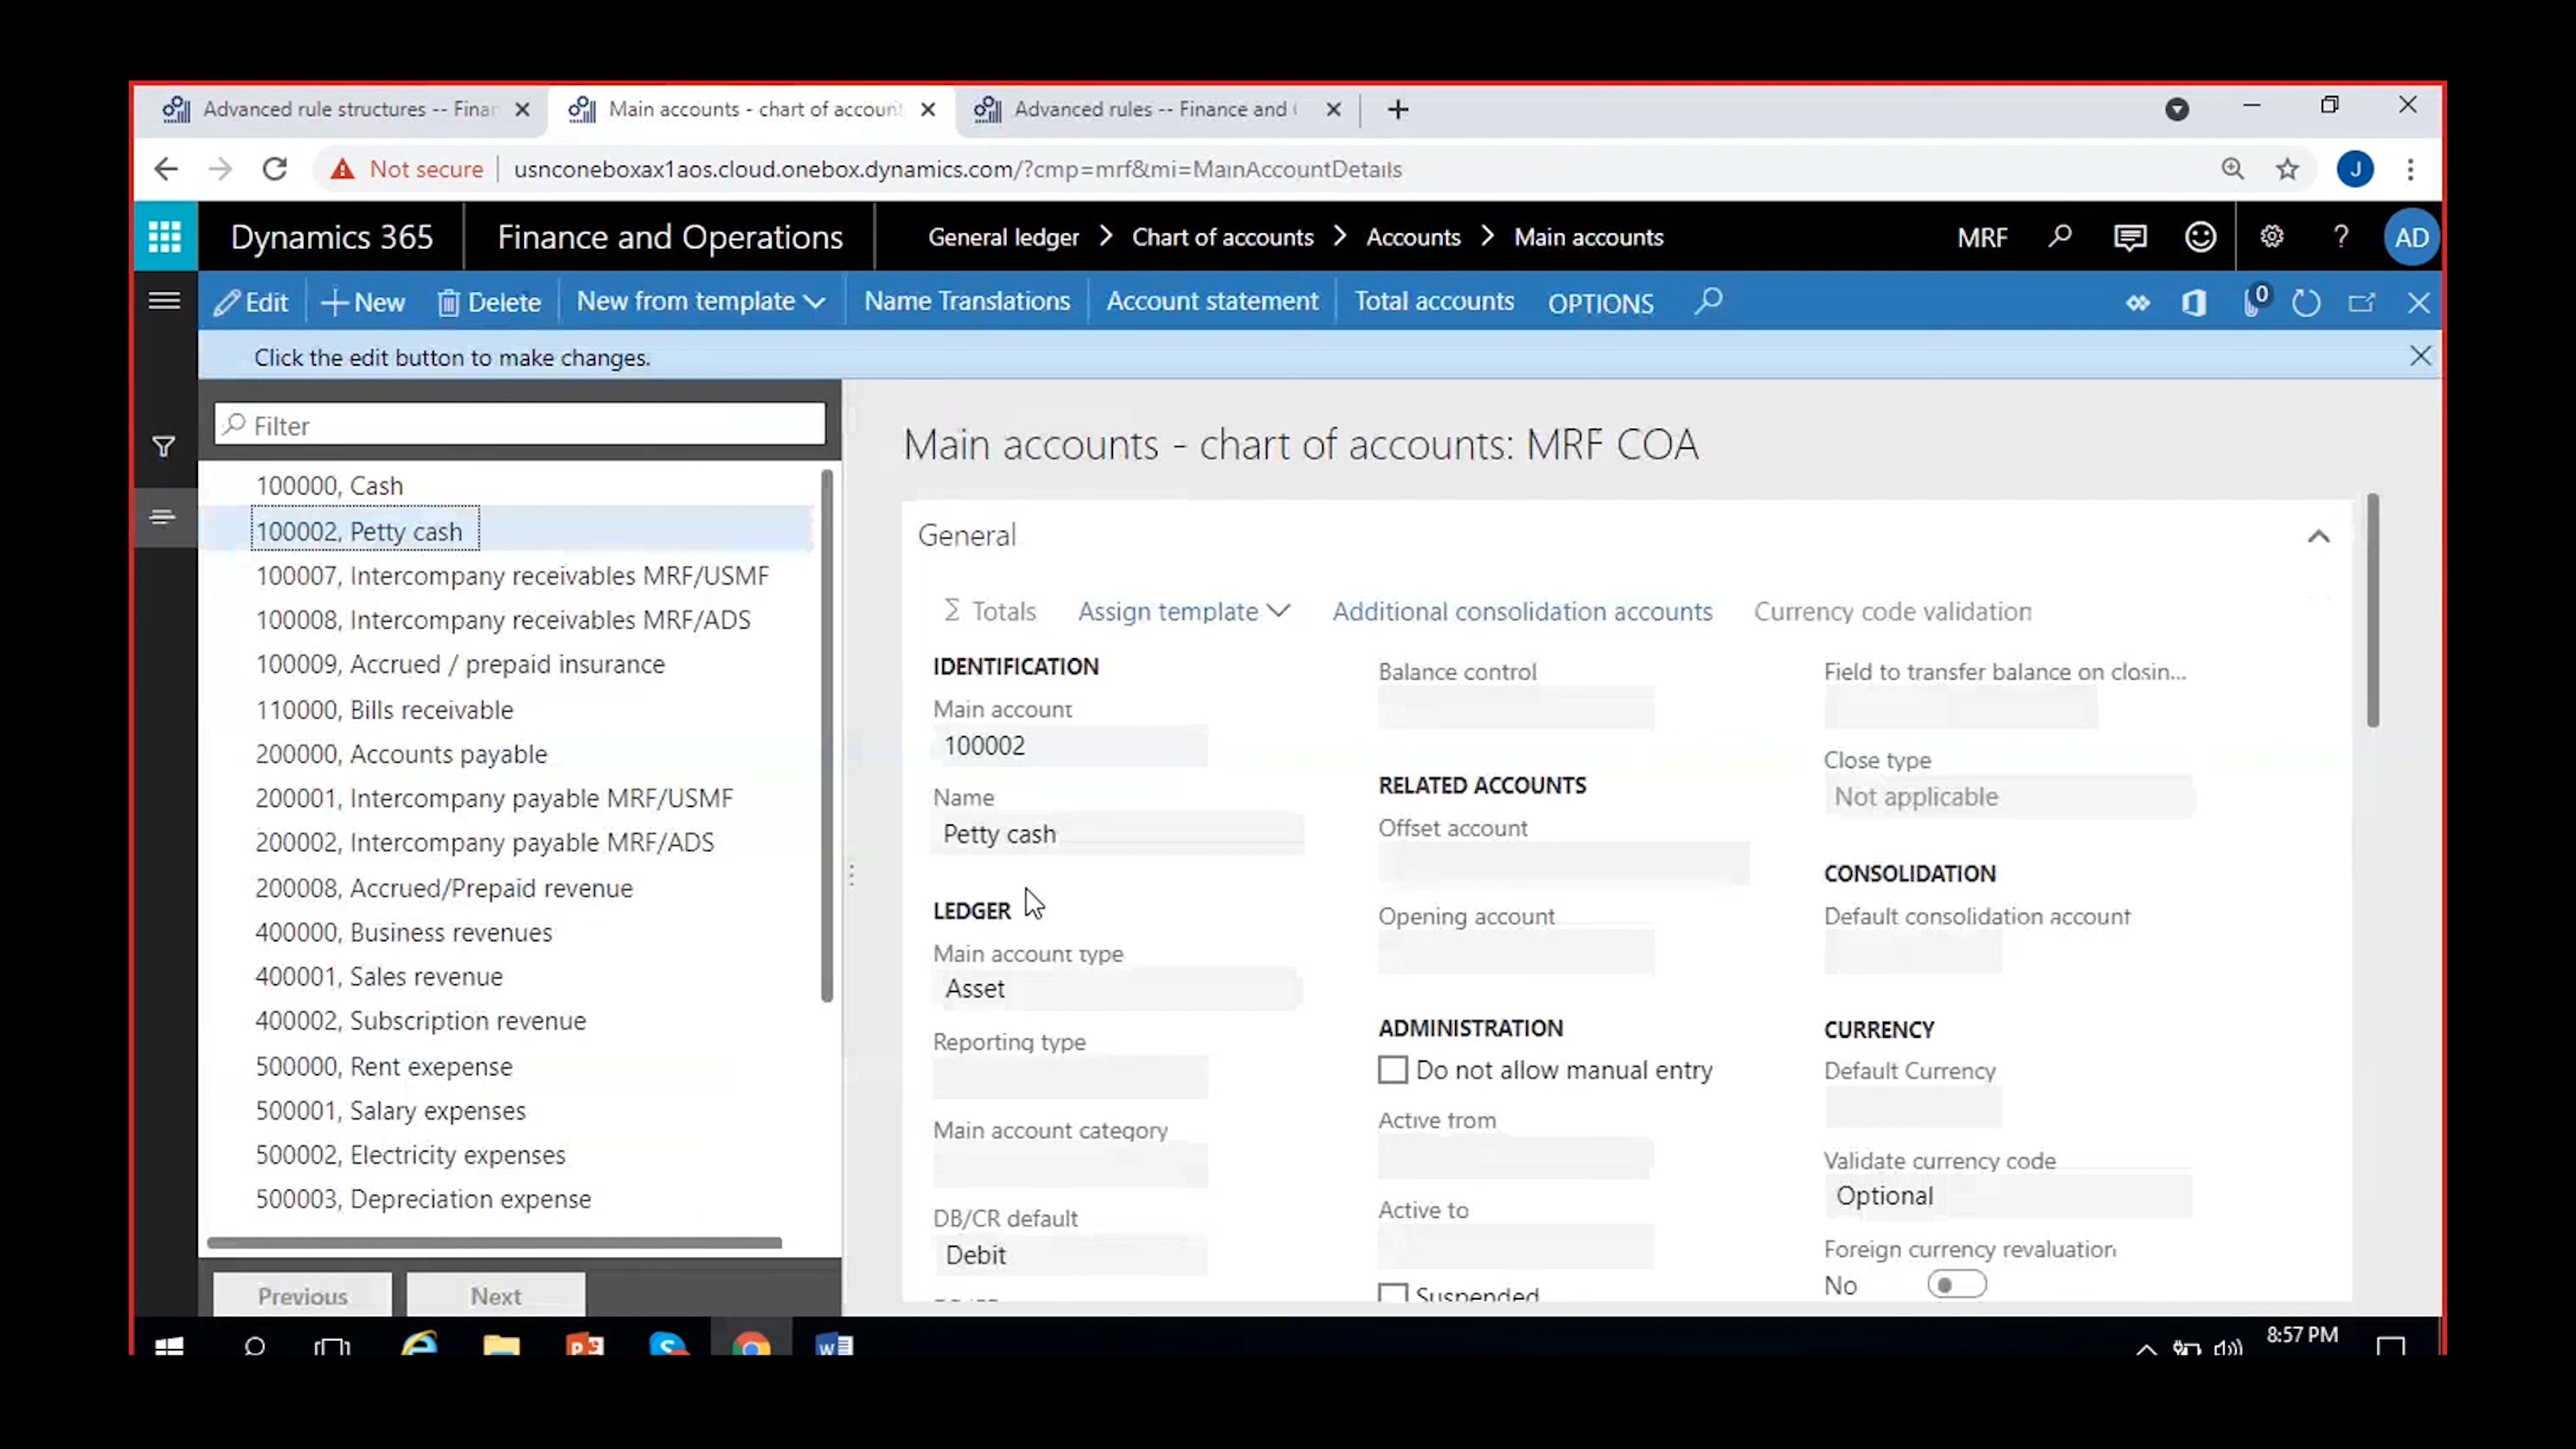 Advanced rule structures -- Finan
Main accounts - chart of account
Advanced rules -- Finance and
Not secure
usnconeboxax1aos.cloud.onebox.dynamics.com/?cmp=mrf&mi=MainAccountDetails
J
Dynamics 365
Finance and Operations
General ledger > Chart of accounts > Accounts > Main accounts
MRF
?
AD
Edit
+ New
Delete
New from template
Name Translations
Account statement
Total accounts
OPTIONS
0
Click the edit button to make changes.
Filter
100000, Cash
100002, Petty cash
100007, Intercompany receivables MRF/USMF
100008, Intercompany receivables MRF/ADS
100009, Accrued / prepaid insurance
110000, Bills receivable
200000, Accounts payable
200001, Intercompany payable MRF/USMF
200002, Intercompany payable MRF/ADS
200008, Accrued/Prepaid revenue
400000, Business revenues
400001, Sales revenue
400002, Subscription revenue
500000, Rent exepense
500001, Salary expenses
500002, Electricity expenses
500003, Depreciation expense
Previous
Next
Main accounts - chart of accounts: MRF COA
General
Σ Totals
Assign template
Additional consolidation accounts
Currency code validation
IDENTIFICATION
Main account
100002
Name
Petty cash
LEDGER
Main account type
Asset
Reporting type
Main account category
DB/CR default
Debit
Balance control
RELATED ACCOUNTS
Offset account
Opening account
ADMINISTRATION
Do not allow manual entry
Active from
Active to
Suspended
Field to transfer balance on closin...
Close type
Not applicable
CONSOLIDATION
Default consolidation account
CURRENCY
Default Currency
Validate currency code
Optional
Foreign currency revaluation
No
8:57 PM